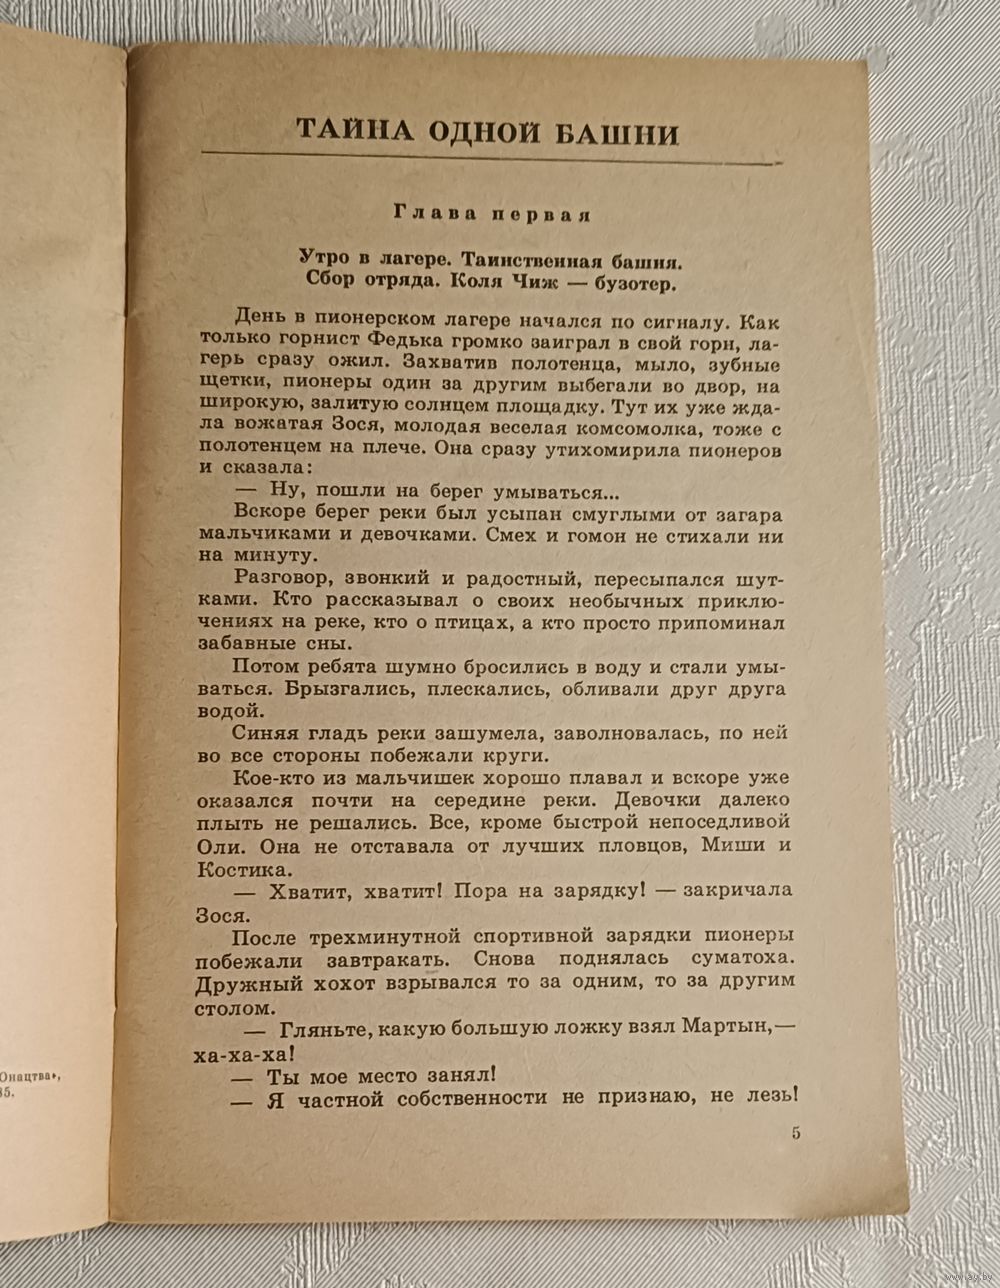 Онацтва»,
85.
ТАЙНА ОДНОЙ БАШНИ
Глава первая
Утро в лагере. Таинственная башня.
Сбор отряда. Коля Чиж — бузотер.
День в пионерском лагере начался по сигналу. Как
только горнист Федька громко заиграл в свой горн, ла-
герь сразу ожил. Захватив полотенца, мыло, зубные
щетки, пионеры один за другим выбегали во двор, на
широкую, залитую солнцем площадку. Тут их уже жда-
ла вожатая Зося, молодая веселая комсомолка, тоже с
полотенцем на плече. Она сразу утихомирила пионеров
и сказала:
— Ну, пошли на берег умываться...
Вскоре берег реки был усыпан смуглыми от загара
мальчиками и девочками. Смех и гомон не стихали ни
на минуту.
Разговор, звонкий и радостный, пересыпался шут-
ками. Кто рассказывал о своих необычных приклю-
чениях на реке, кто о птицах, а кто просто припоминал
забавные сны.
Потом ребята шумно бросились в воду и стали умы-
ваться. Брызгались, плескались, обливали друг друга
водой.
Синяя гладь реки зашумела, заволновалась, по ней
во все стороны побежали круги.
Кое-кто из мальчишек хорошо плавал и вскоре уже
оказался почти на середине реки. Девочки далеко
плыть не решались. Все, кроме быстрой непоседливой
Оли. Она не отставала от лучших пловцов, Миши и
Костика.
— Хватит, хватит! Пора на зарядку! — закричала
Зося.
После трехминутной спортивной зарядки пионеры
побежали завтракать. Снова поднялась суматоха.
Дружный хохот взрывался то за одним, то за другим
столом.
— Гляньте, какую большую ложку взял Мартын,—
ха-ха-ха!
— Ты мое место занял!
— Я частной собственности не признаю, не лезь!
5
www.ay.by